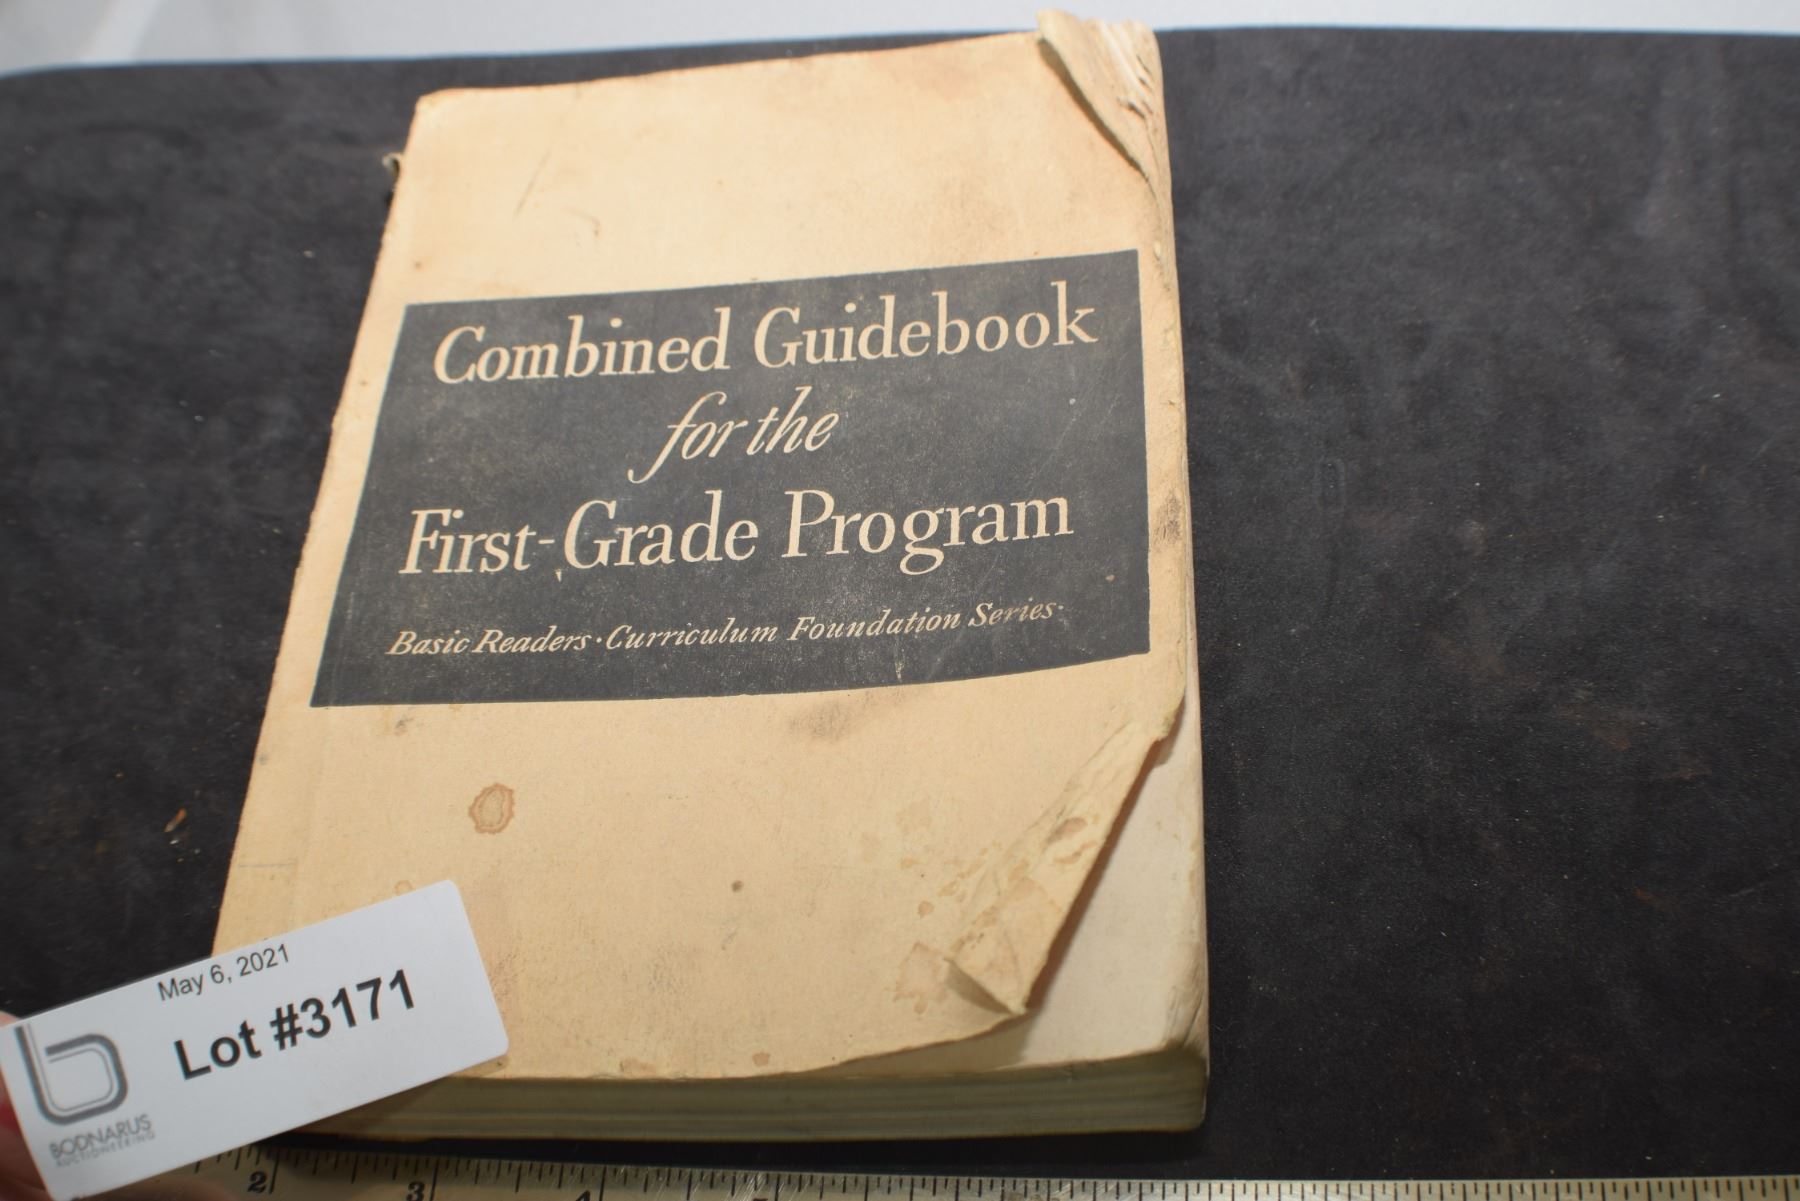 Combined Guidebook
for the
First-Grade Program
Basic Readers·Curriculum Foundation Series·
May 6, 2021
Lot #3171
b
BODNARUS
AUCTIONEERING
2
3
4